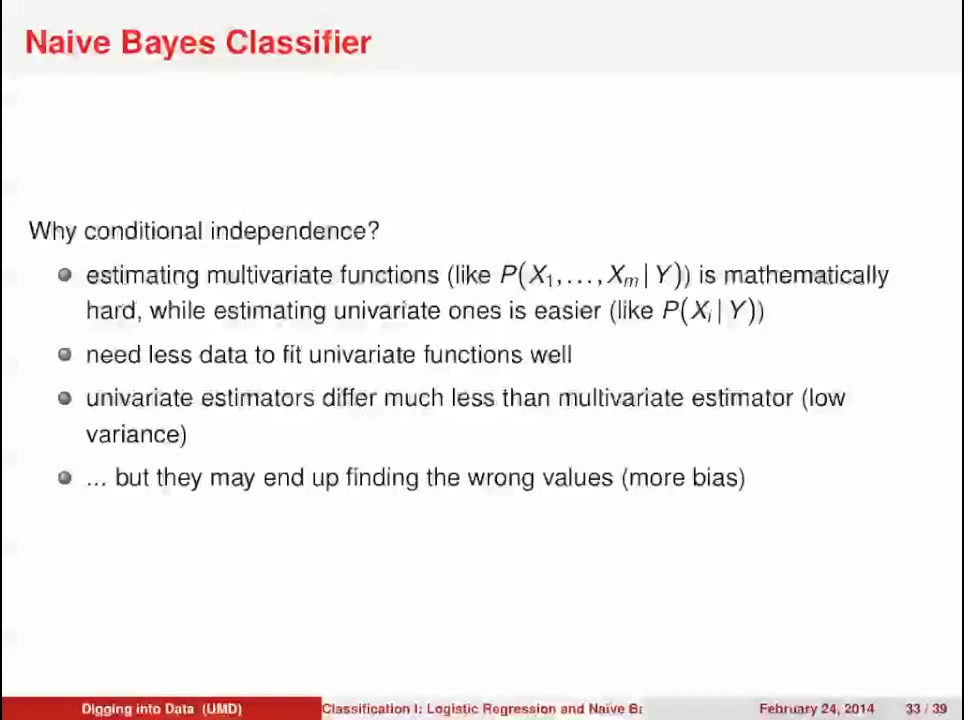 Naive Bayes Classifier
Why conditional independence?
estimating multivariate functions (like P(X₁,...,Xₘ|Y)) is mathematically
hard, while estimating univariate ones is easier (like P(Xᵢ|Y))
need less data to fit univariate functions well
univariate estimators differ much less than multivariate estimator (low
variance)
... but they may end up finding the wrong values (more bias)
Digging into Data (UMD) Classification I: Logistic Regression and Naïve February 24, 2014 33 / 39